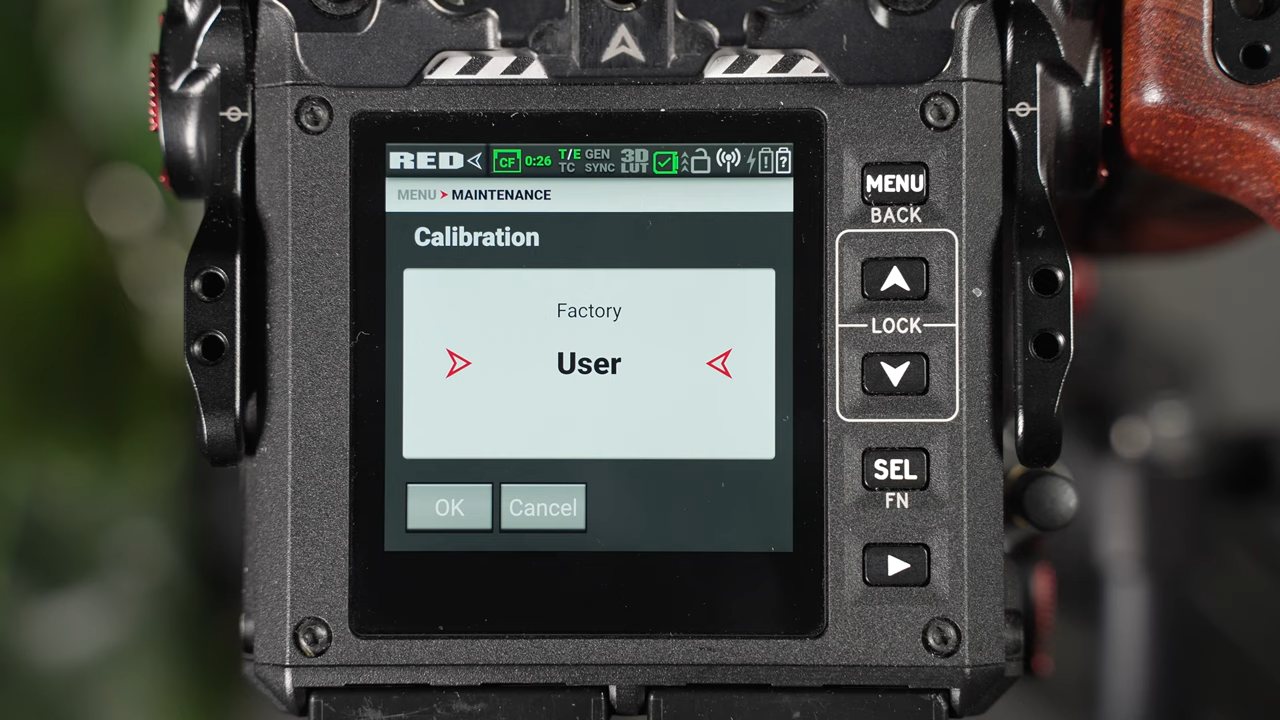 RED
CF 0:26 T/E TC GEN SYNC 3D LUT ! ?
MENU > MAINTENANCE
Calibration
Factory
User
OK Cancel
MENU
BACK
LOCK
SEL
FN